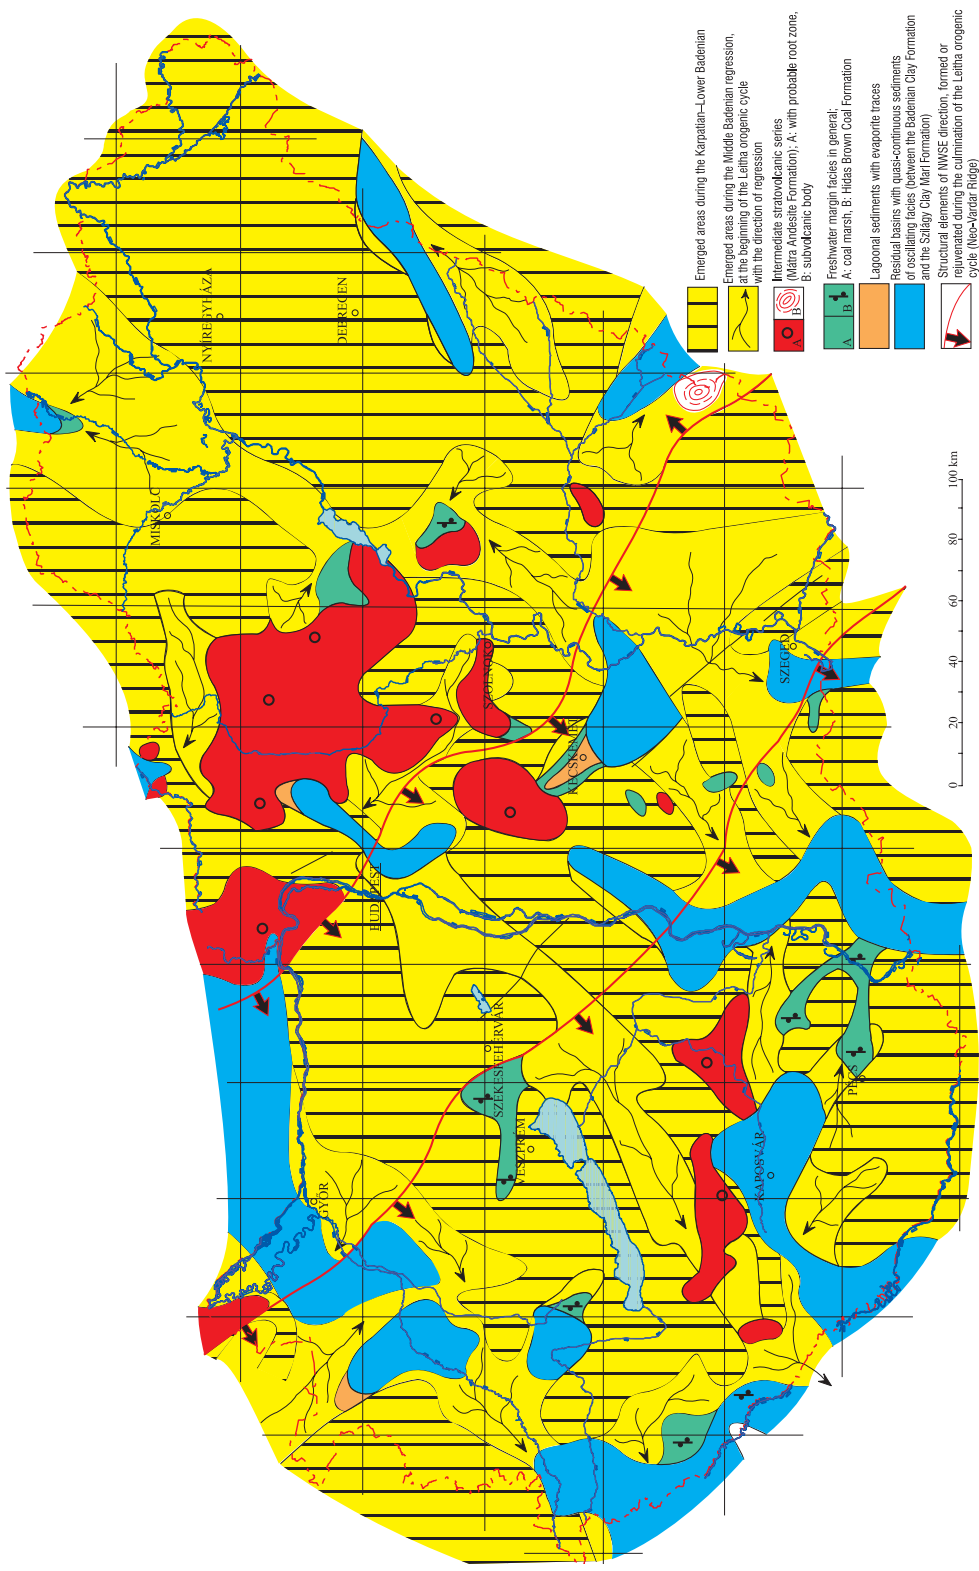 NYÍREGYHÁZA
DEBRECEN
MISKOLC
SZOLNOK
SZEGED
KECSKEMÉT
BUDAPEST
SZÉKESKEHÉRVÁR
VESZPRÉM
GYŐR
KAPOSVÁR
PÉCS
0 20 40 60 80 100 km
Emerged areas during the Karpatian–Lower Badenian
Emerged areas during the Middle Badenian regression,
at the beginning of the Leitha orogenic cycle
with the direction of regression
A B
Intermediate stratovolcanic series
(Mátra Andesite Formation); A: with probable root zone,
B: subvolcanic body
A B
Freshwater margin facies in general;
A: coal marsh, B: Hidas Brown Coal Formation
Lagoonal sediments with evaporite traces
Residual basins with quasi-continuous sediments
of oscillating facies (between the Badenian Clay Formation
and the Szilágy Clay Marl Formation)
Structural elements of NWSE direction, formed or
rejuvenated during the culmination of the Leitha orogenic
cycle (Neo-Vardar Ridge)